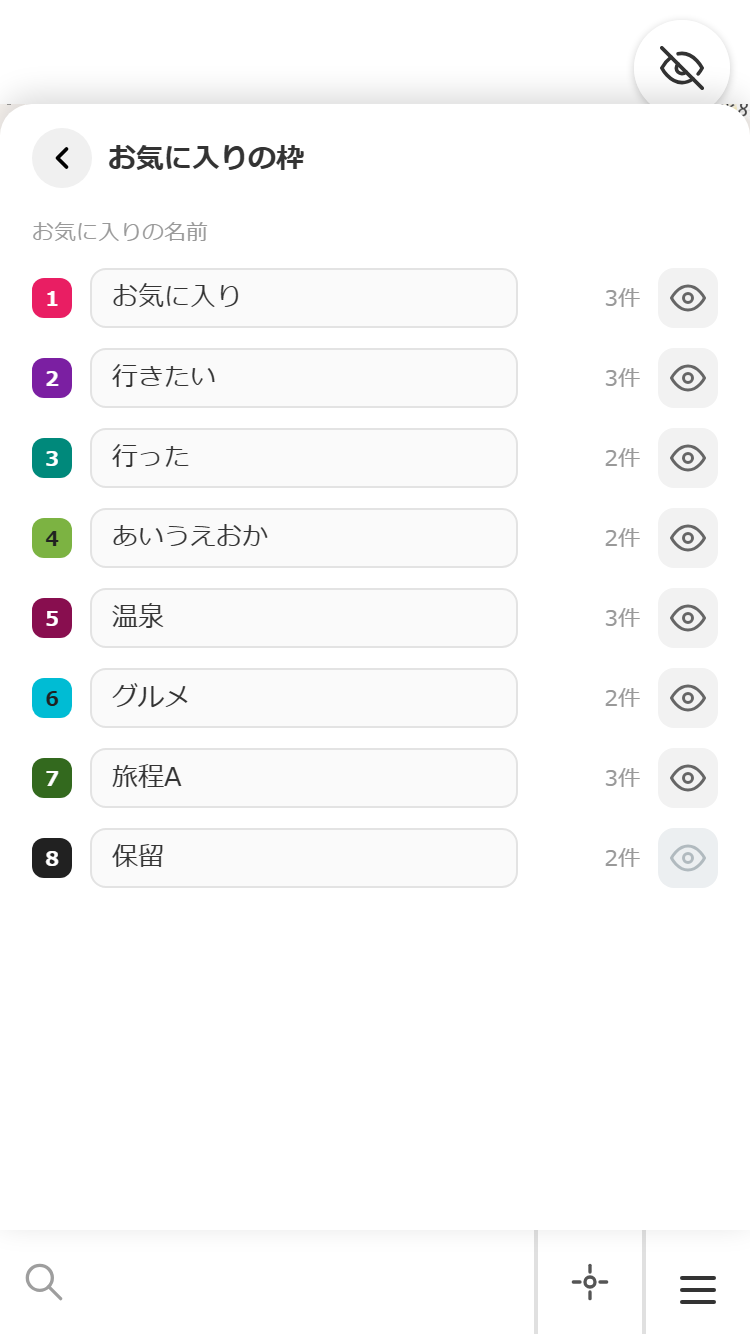 お気に入りの枠
お気に入りの名前
1 お気に入り 3件
2 行きたい 3件
3 行った 2件
4 あいうえおか 2件
5 温泉 3件
6 グルメ 2件
7 旅程A 3件
8 保留 2件